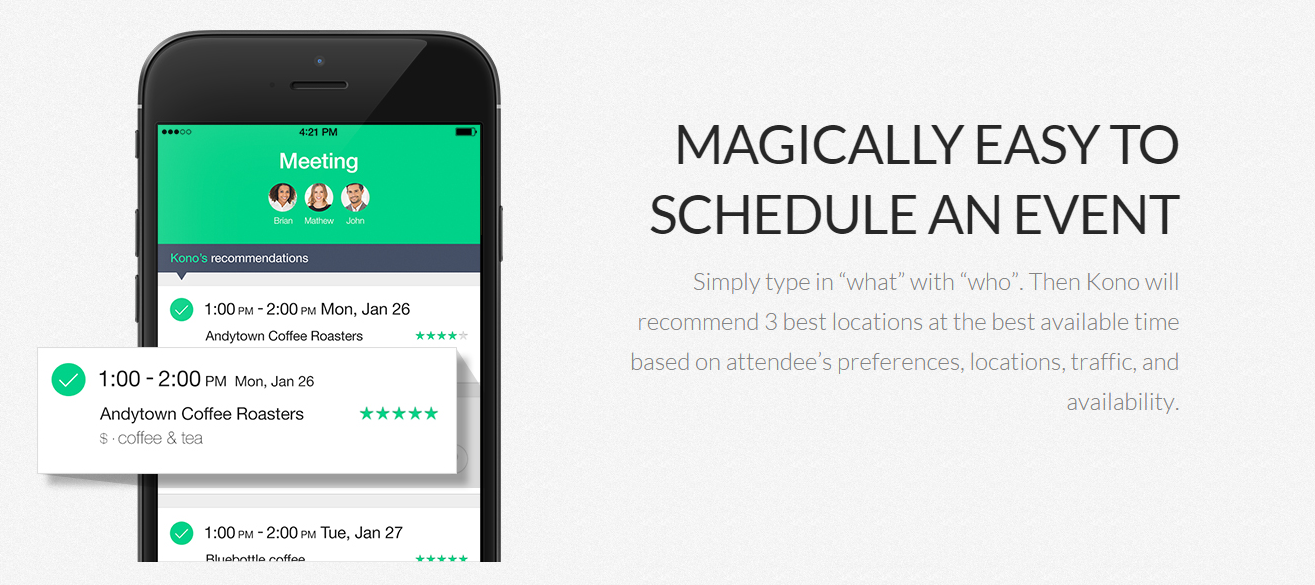 4:21 PM
Meeting
Brian Mathew John
Kono's recommendations
1:00 PM - 2:00 PM Mon, Jan 26
Andytown Coffee Roasters
1:00 - 2:00 PM Mon, Jan 26
Andytown Coffee Roasters
$ · coffee & tea
1:00 PM - 2:00 PM Tue, Jan 27
Bluebottle coffee
MAGICALLY EASY TO
SCHEDULE AN EVENT
Simply type in “what” with “who”. Then Kono will
recommend 3 best locations at the best available time
based on attendee’s preferences, locations, traffic, and
availability.